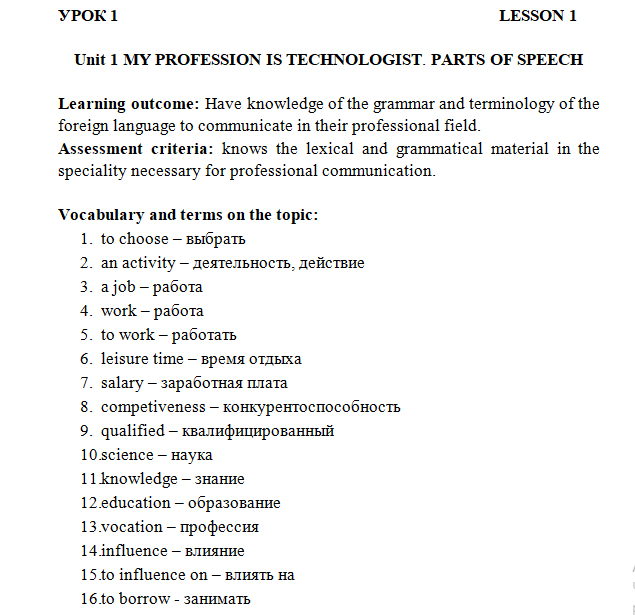 УРОК 1 LESSON 1
Unit 1 MY PROFESSION IS TECHNOLOGIST. PARTS OF SPEECH
Learning outcome: Have knowledge of the grammar and terminology of the
foreign language to communicate in their professional field.
Assessment criteria: knows the lexical and grammatical material in the
speciality necessary for professional communication.
Vocabulary and terms on the topic:
1. to choose – выбрать
2. an activity – деятельность, действие
3. a job – работа
4. work – работа
5. to work – работать
6. leisure time – время отдыха
7. salary – заработная плата
8. competiveness – конкурентоспособность
9. qualified – квалифицированный
10.science – наука
11.knowledge – знание
12.education – образование
13.vocation – профессия
14.influence – влияние
15.to influence on – влиять на
16.to borrow - занимать